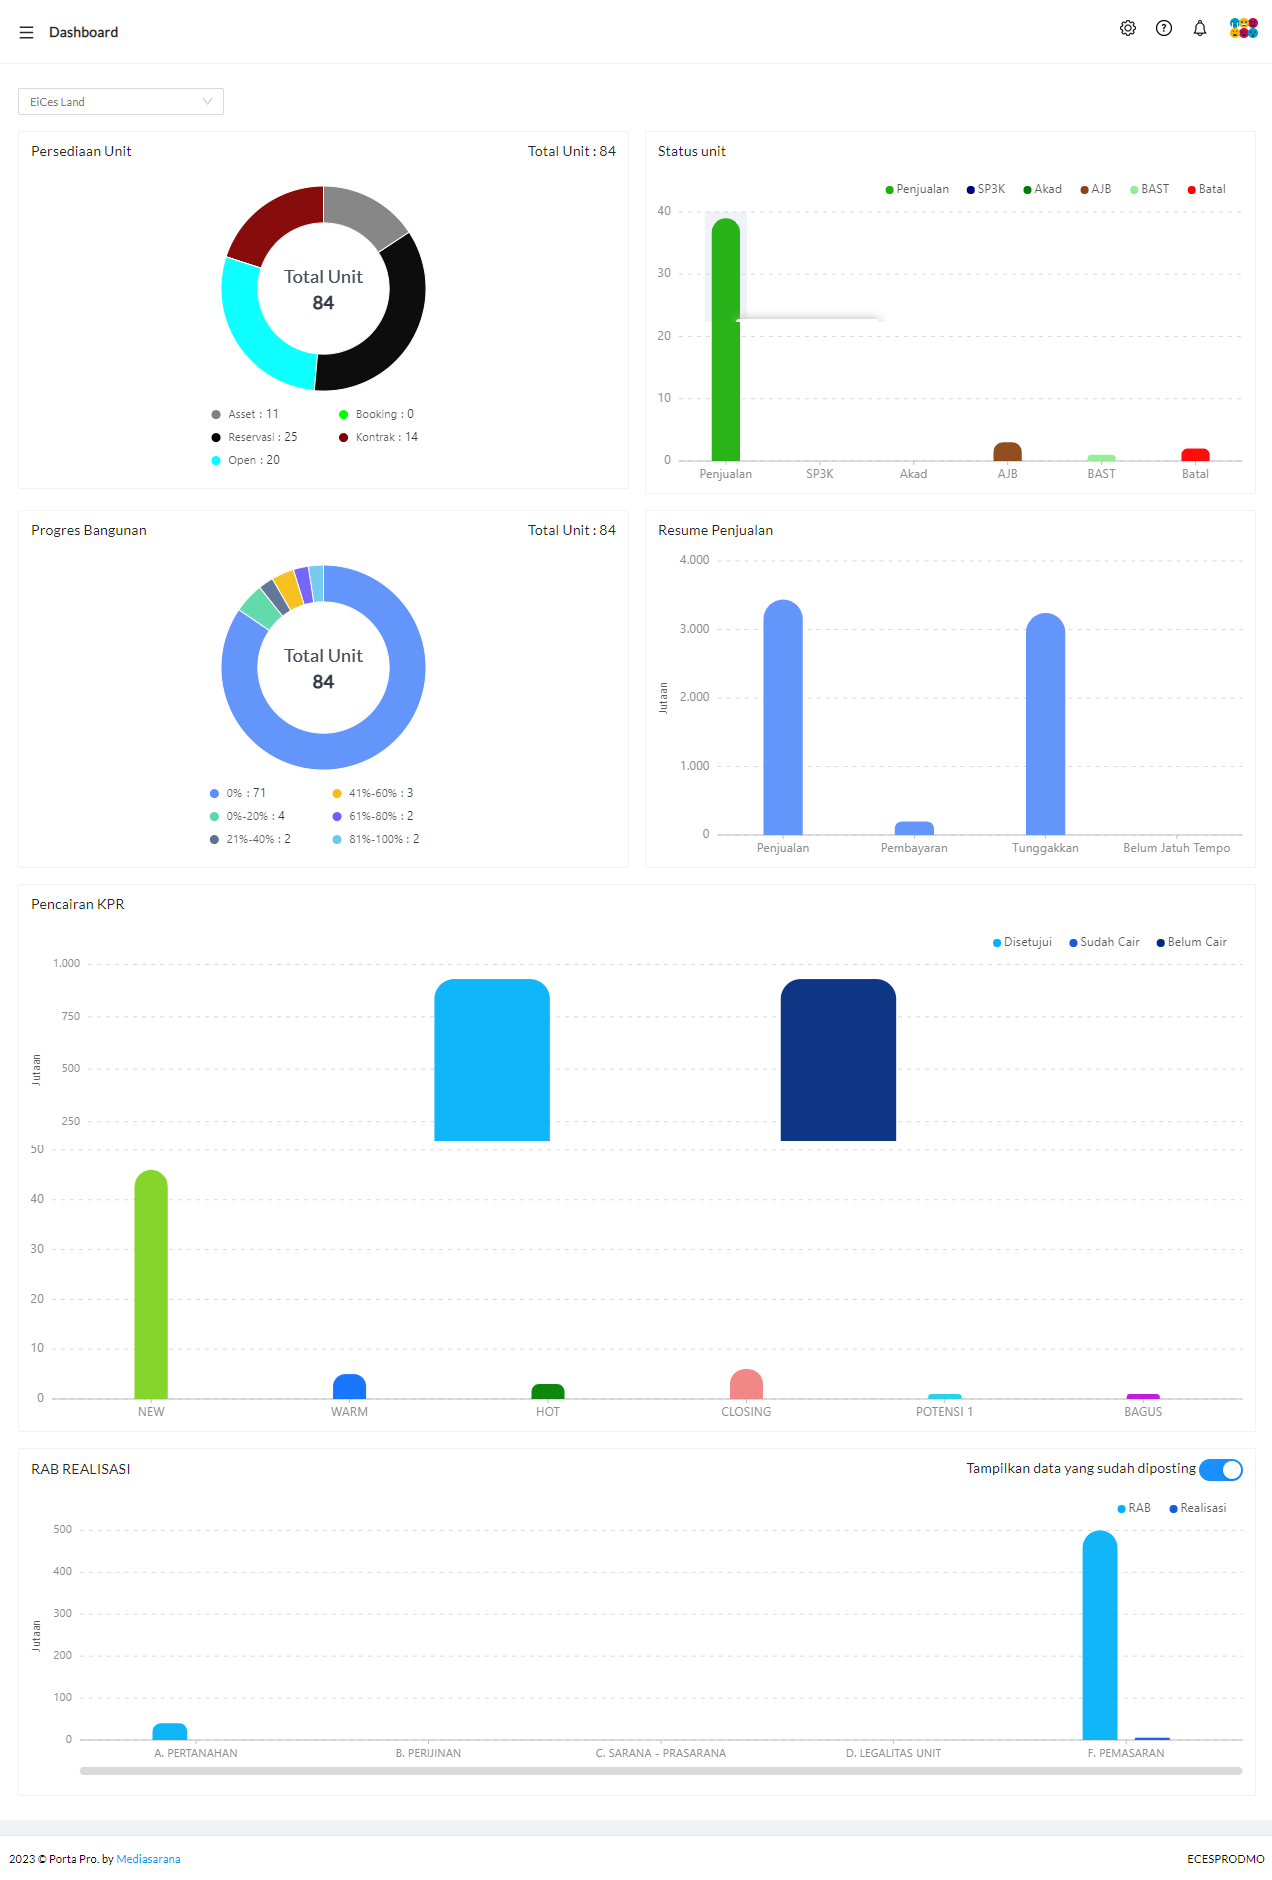 Dashboard
EiCes Land
Persediaan Unit
Total Unit : 84
Total Unit
84
Asset : 11
Booking : 0
Reservasi : 25
Kontrak : 14
Open : 20
Status unit
Penjualan
SP3K
Akad
AJB
BAST
Batal
40
30
20
10
0
Penjualan
SP3K
Akad
AJB
BAST
Batal
Progres Bangunan
Total Unit : 84
Total Unit
84
0% : 71
41%-60% : 3
0%-20% : 4
61%-80% : 2
21%-40% : 2
81%-100% : 2
Resume Penjualan
4.000
3.000
2.000
1.000
0
Jutaan
Penjualan
Pembayaran
Tunggakkan
Belum Jatuh Tempo
Pencairan KPR
Disetujui
Sudah Cair
Belum Cair
1.000
750
500
250
Jutaan
50
40
30
20
10
0
NEW
WARM
HOT
CLOSING
POTENSI 1
BAGUS
RAB REALISASI
Tampilkan data yang sudah diposting
RAB
Realisasi
500
400
300
200
100
0
Jutaan
A. PERTANAHAN
B. PERIJINAN
C. SARANA - PRASARANA
D. LEGALITAS UNIT
F. PEMASARAN
2023 © Porta Pro. by Mediasarana
ECESPRODMO